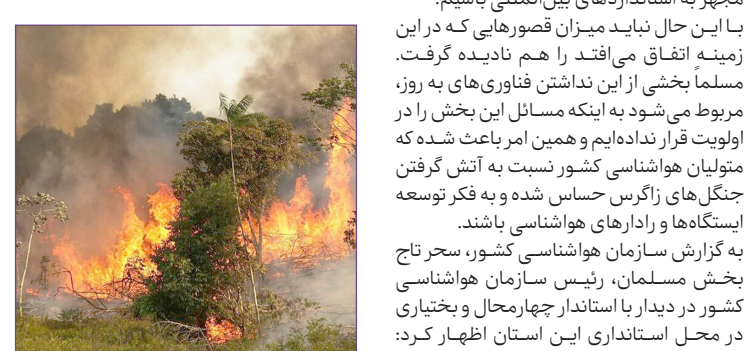 مجهز به استانداردهای بین‌المللی باشیم.
با این حال نباید میزان قصورهایی که در این
زمینه اتفاق می‌افتد را هم نادیده گرفت.
مسلماً بخشی از این نداشتن فناوری‌های به روز،
مربوط می‌شود به اینکه مسائل این بخش را در
اولویت قرار نداده‌ایم و همین امر باعث شده که
متولیان هواشناسی کشور نسبت به آتش گرفتن
جنگل‌های زاگرس حساس شده و به فکر توسعه
ایستگاه‌ها و رادارهای هواشناسی باشند.
به گزارش سازمان هواشناسی کشور، سحر تاج
بخش مسلمان، رئیس سازمان هواشناسی
کشور در دیدار با استاندار چهارمحال و بختیاری
در محل استانداری این استان اظهار کرد: